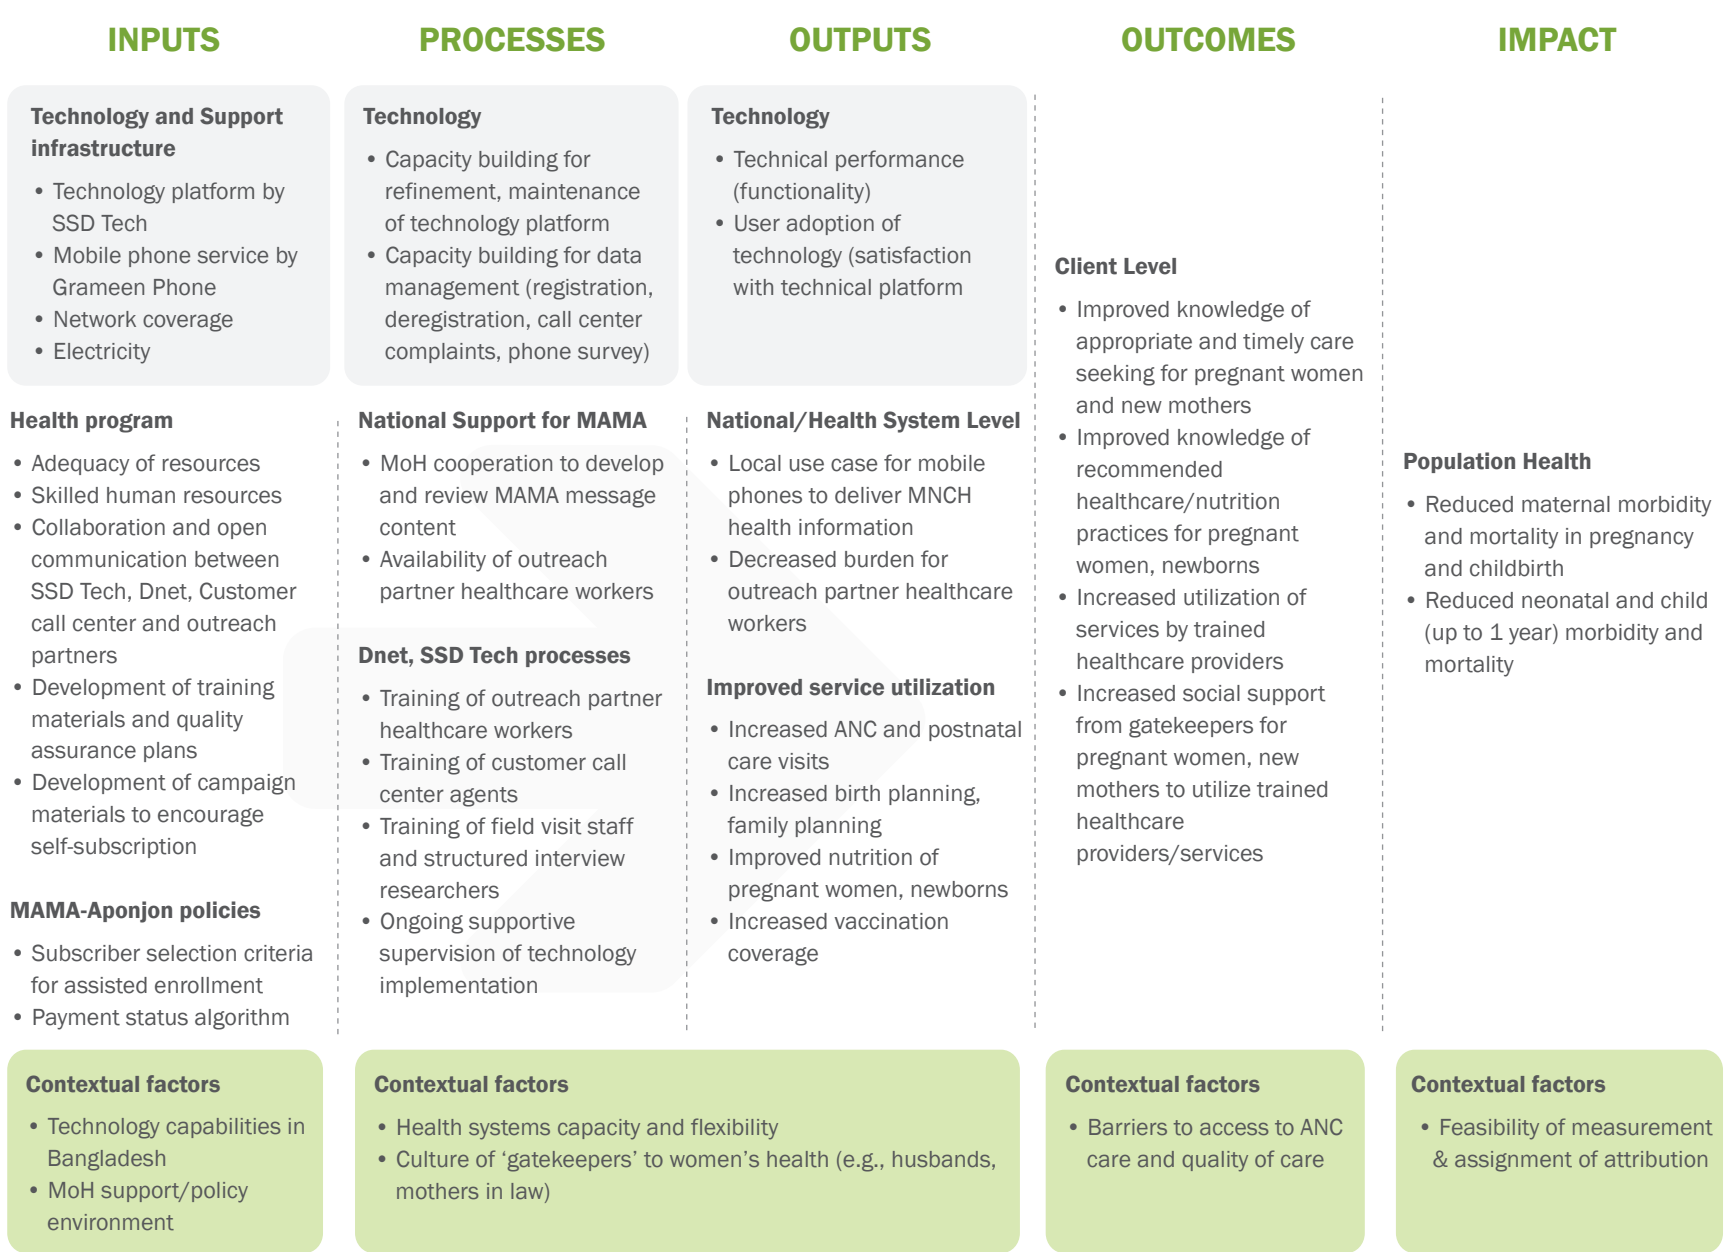 INPUTS
PROCESSES
OUTPUTS
OUTCOMES
IMPACT
Technology and Support
infrastructure
• Technology platform by
SSD Tech
• Mobile phone service by
Grameen Phone
• Network coverage
• Electricity
Health program
• Adequacy of resources
• Skilled human resources
• Collaboration and open
communication between
SSD Tech, Dnet, Customer
call center and outreach
partners
• Development of training
materials and quality
assurance plans
• Development of campaign
materials to encourage
self-subscription
MAMA-Aponjon policies
• Subscriber selection criteria
for assisted enrollment
• Payment status algorithm
Contextual factors
• Technology capabilities in
Bangladesh
• MoH support/policy
environment
Technology
• Capacity building for
refinement, maintenance
of technology platform
• Capacity building for data
management (registration,
deregistration, call center
complaints, phone survey)
National Support for MAMA
• MoH cooperation to develop
and review MAMA message
content
• Availability of outreach
partner healthcare workers
Dnet, SSD Tech processes
• Training of outreach partner
healthcare workers
• Training of customer call
center agents
• Training of field visit staff
and structured interview
researchers
• Ongoing supportive
supervision of technology
implementation
Technology
• Technical performance
(functionality)
• User adoption of
technology (satisfaction
with technical platform
National/Health System Level
• Local use case for mobile
phones to deliver MNCH
health information
• Decreased burden for
outreach partner healthcare
workers
Improved service utilization
• Increased ANC and postnatal
care visits
• Increased birth planning,
family planning
• Improved nutrition of
pregnant women, newborns
• Increased vaccination
coverage
Contextual factors
• Health systems capacity and flexibility
• Culture of ‘gatekeepers’ to women’s health (e.g., husbands,
mothers in law)
Client Level
• Improved knowledge of
appropriate and timely care
seeking for pregnant women
and new mothers
• Improved knowledge of
recommended
healthcare/nutrition
practices for pregnant
women, newborns
• Increased utilization of
services by trained
healthcare providers
• Increased social support
from gatekeepers for
pregnant women, new
mothers to utilize trained
healthcare
providers/services
Contextual factors
• Barriers to access to ANC
care and quality of care
Population Health
• Reduced maternal morbidity
and mortality in pregnancy
and childbirth
• Reduced neonatal and child
(up to 1 year) morbidity and
mortality
Contextual factors
• Feasibility of measurement
& assignment of attribution